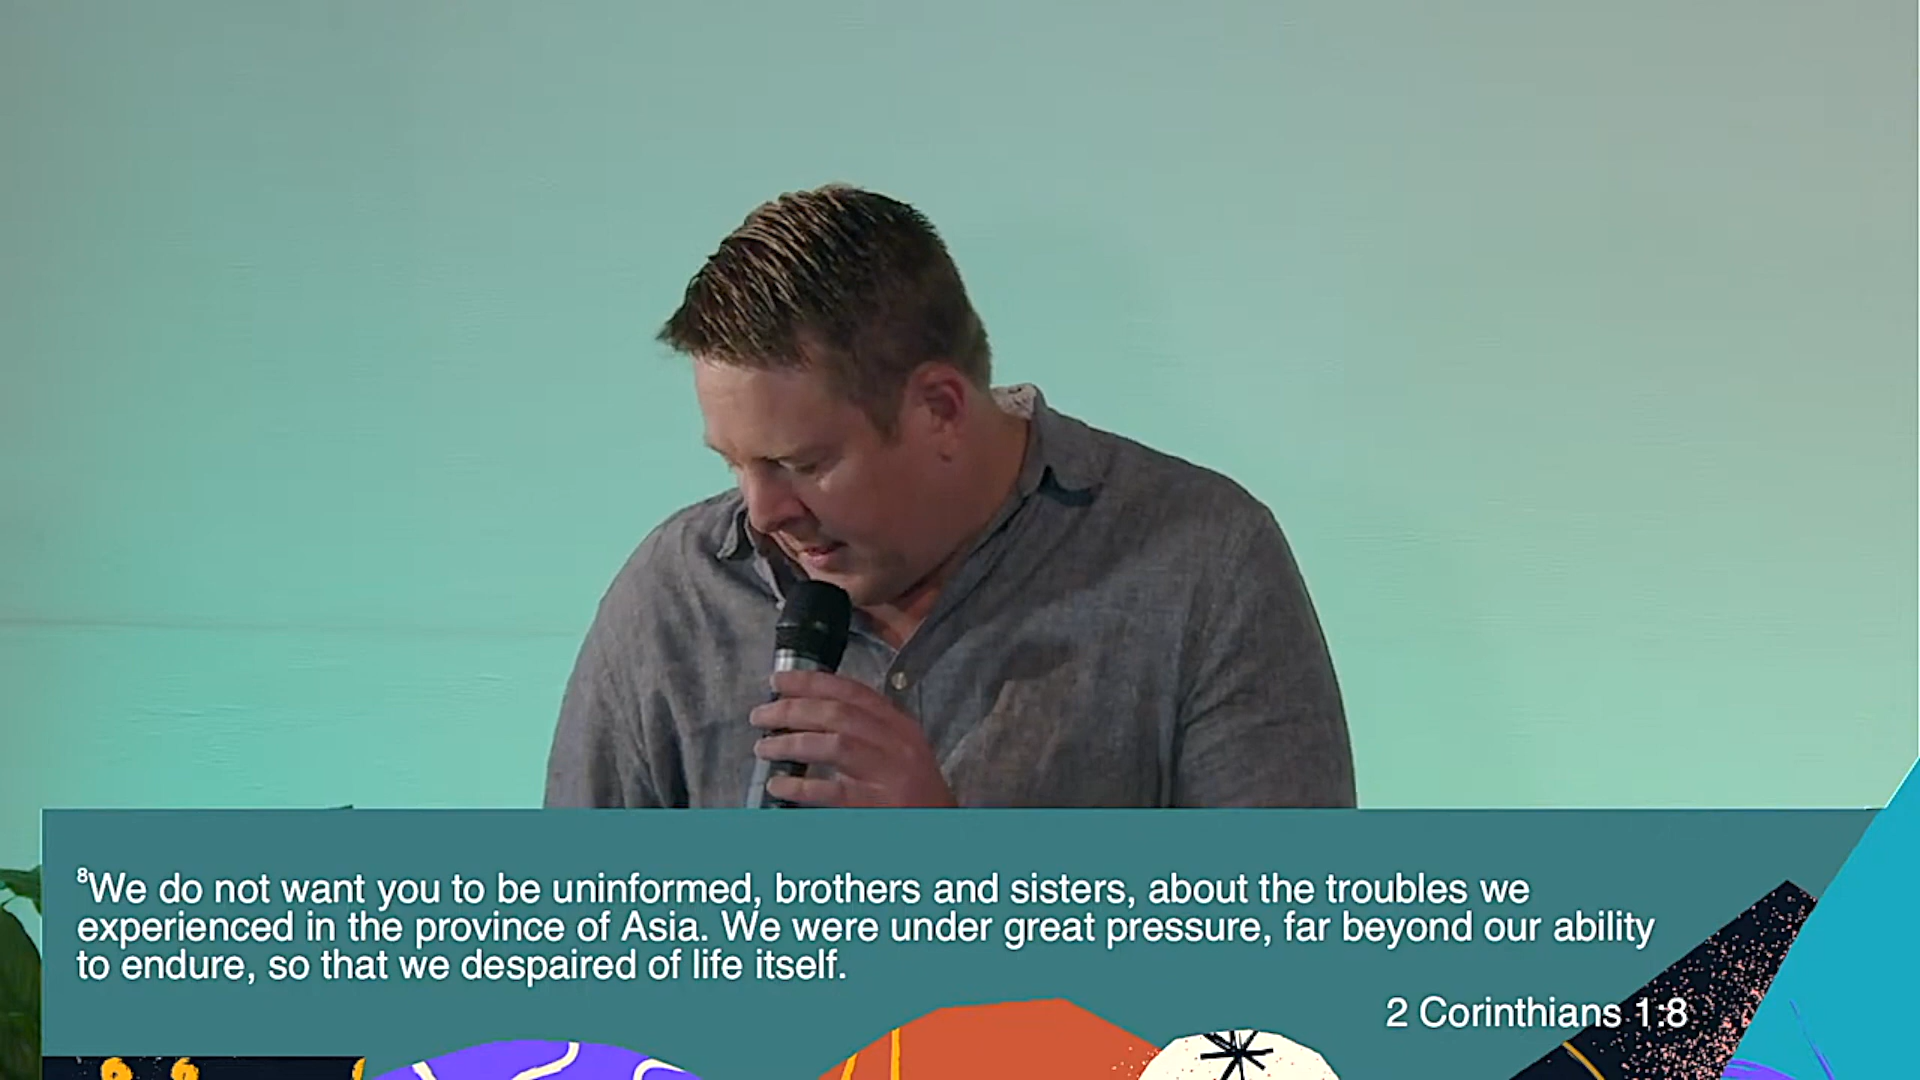 ⁸We do not want you to be uninformed, brothers and sisters, about the troubles we
experienced in the province of Asia. We were under great pressure, far beyond our ability
to endure, so that we despaired of life itself.
2 Corinthians 1:8